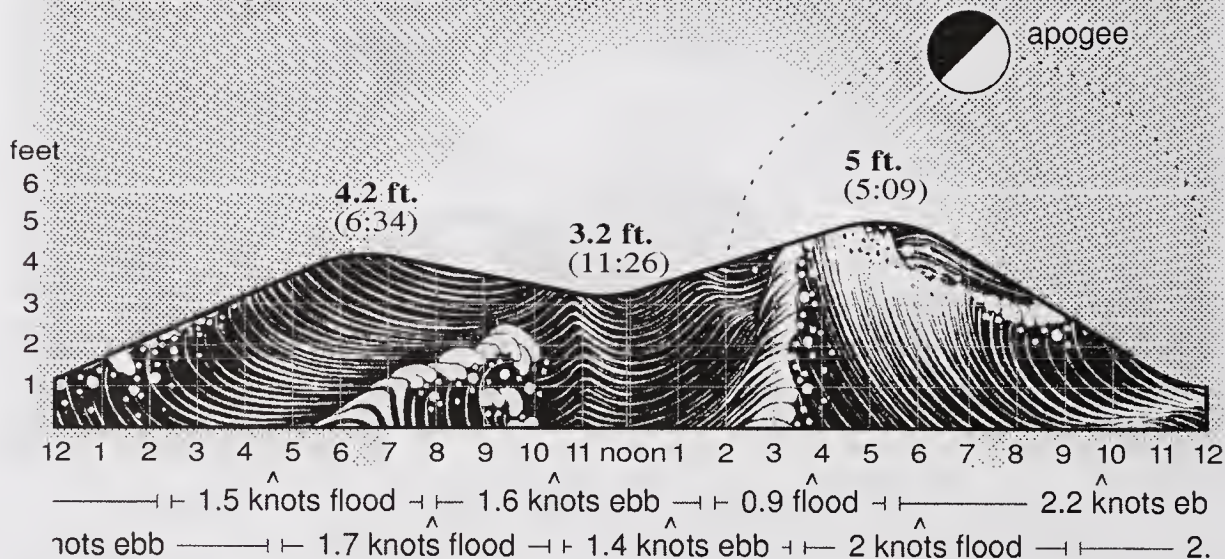 apogee
feet
6
5
4
3
2
1
4.2 ft.
(6:34)
3.2 ft.
(11:26)
5 ft.
(5:09)
12 1 2 3 4 5 6 7 8 9 10 11 noon 1 2 3 4 5 6 7 8 9 10 11 12
1.5 knots flood 1.6 knots ebb 0.9 flood 2.2 knots eb
nots ebb 1.7 knots flood 1.4 knots ebb 2 knots flood 2